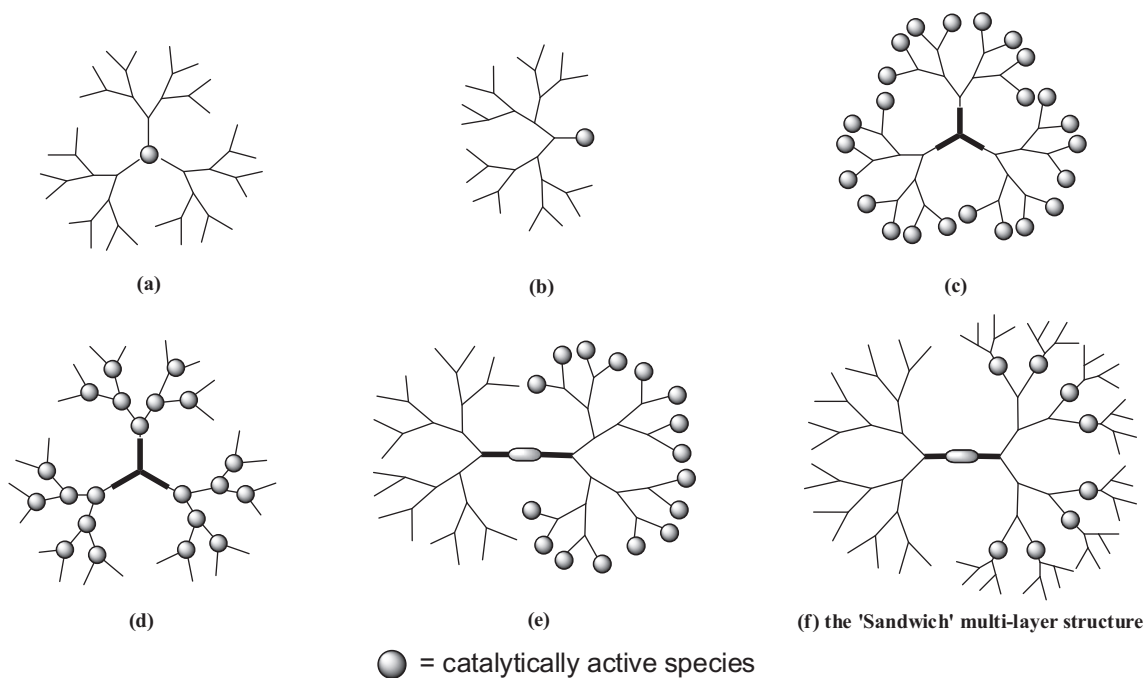 (a)
(b)
(c)
(d)
(e)
(f) the 'Sandwich' multi-layer structure
= catalytically active species